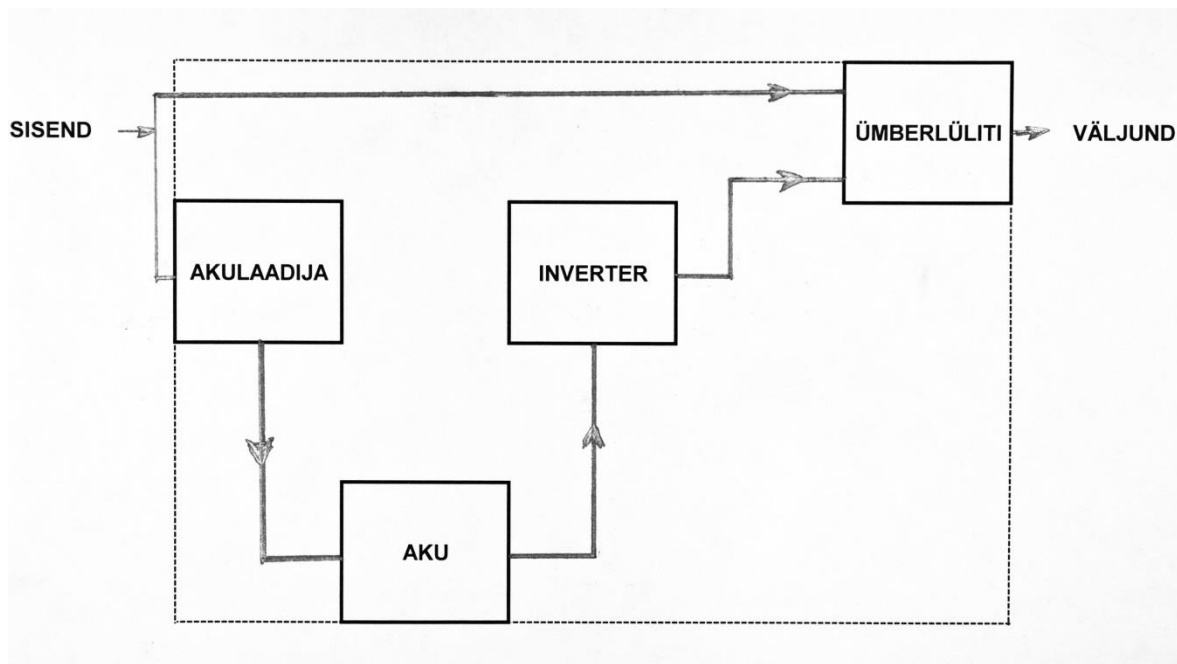 SISEND
ÜMBERLÜLITI
VÄLJUND
AKULAADIJA
INVERTER
AKU